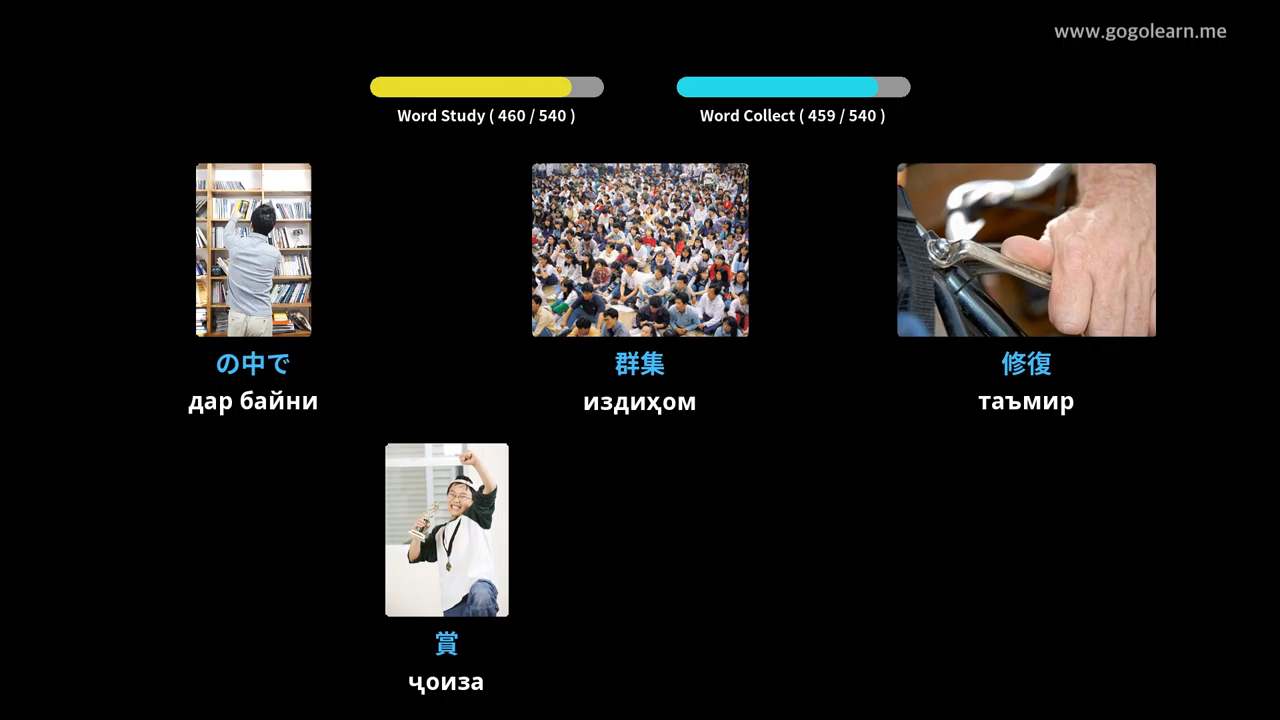 www.gogolearn.me
Word Study ( 460 / 540 )
Word Collect ( 459 / 540 )
の中で
дар байни
群集
издиҳом
修復
таъмир
賞
ҷоиза